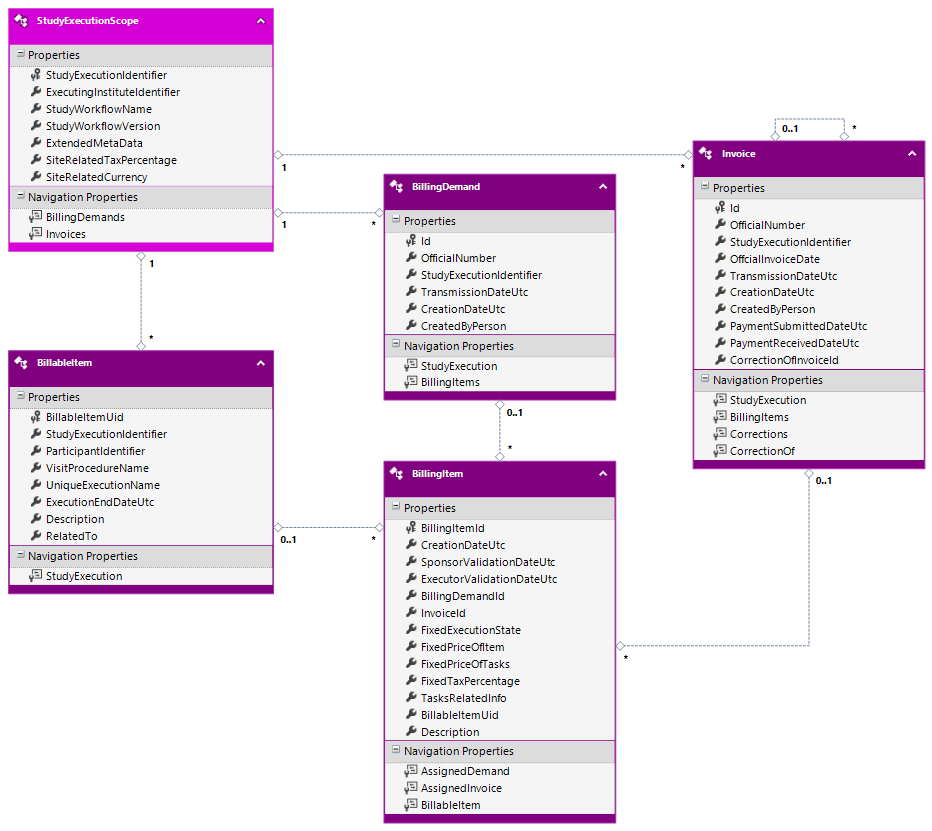 StudyExecutionScope
Properties
StudyExecutionIdentifier
ExecutingInstituteIdentifier
StudyWorkflowName
StudyWorkflowVersion
ExtendedMetaData
SiteRelatedTaxPercentage
SiteRelatedCurrency
Navigation Properties
BillingDemands
Invoices
1
*
1
*
1
*
0..1
*
BillingDemand
Properties
Id
OfficialNumber
StudyExecutionIdentifier
TransmissionDateUtc
CreationDateUtc
CreatedByPerson
Navigation Properties
StudyExecution
BillingItems
0..1
*
Invoice
Properties
Id
OfficialNumber
StudyExecutionIdentifier
OffcialInvoiceDate
TransmissionDateUtc
CreationDateUtc
CreatedByPerson
PaymentSubmittedDateUtc
PaymentReceivedDateUtc
CorrectionOfInvoiceId
Navigation Properties
StudyExecution
BillingItems
Corrections
CorrectionOf
0..1
*
BillableItem
Properties
BillableItemUid
StudyExecutionIdentifier
ParticipantIdentifier
VisitProcedureName
UniqueExecutionName
ExecutionEndDateUtc
Description
RelatedTo
Navigation Properties
StudyExecution
0..1
*
BillingItem
Properties
BillingItemId
CreationDateUtc
SponsorValidationDateUtc
ExecutorValidationDateUtc
BillingDemandId
InvoiceId
FixedExecutionState
FixedPriceOfItem
FixedPriceOfTasks
FixedTaxPercentage
TasksRelatedInfo
BillableItemUid
Description
Navigation Properties
AssignedDemand
AssignedInvoice
BillableItem